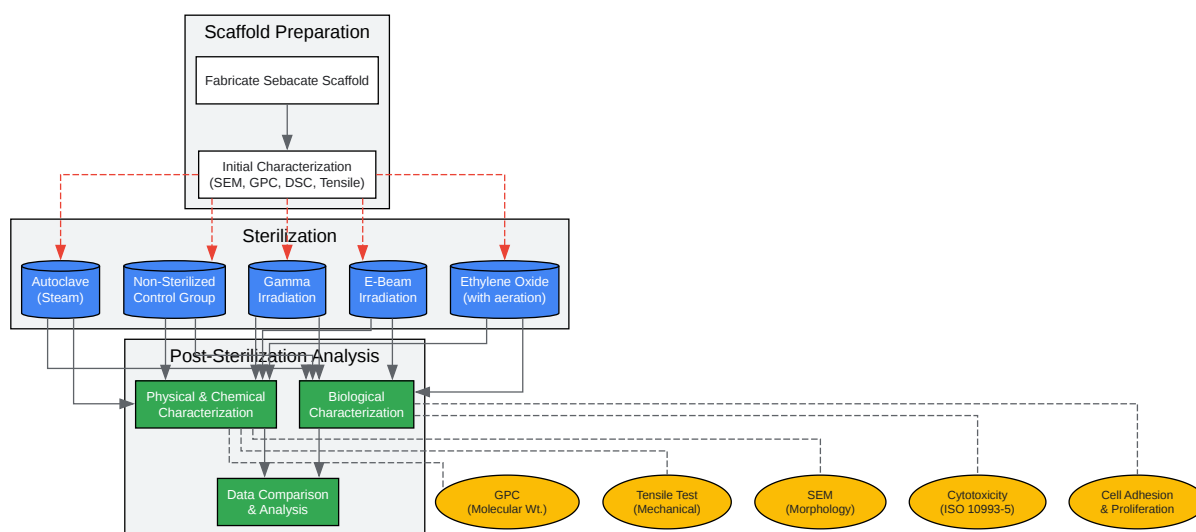 Scaffold Preparation
Fabricate Sebacate Scaffold
Initial Characterization
(SEM, GPC, DSC, Tensile)
Sterilization
Autoclave
(Steam)
Non-Sterilized
Control Group
Gamma
Irradiation
E-Beam
Irradiation
Ethylene Oxide
(with aeration)
Post-Sterilization Analysis
Physical & Chemical
Characterization
Biological
Characterization
Data Comparison
& Analysis
GPC
(Molecular Wt.)
Tensile Test
(Mechanical)
SEM
(Morphology)
Cytotoxicity
(ISO 10993-5)
Cell Adhesion
& Proliferation